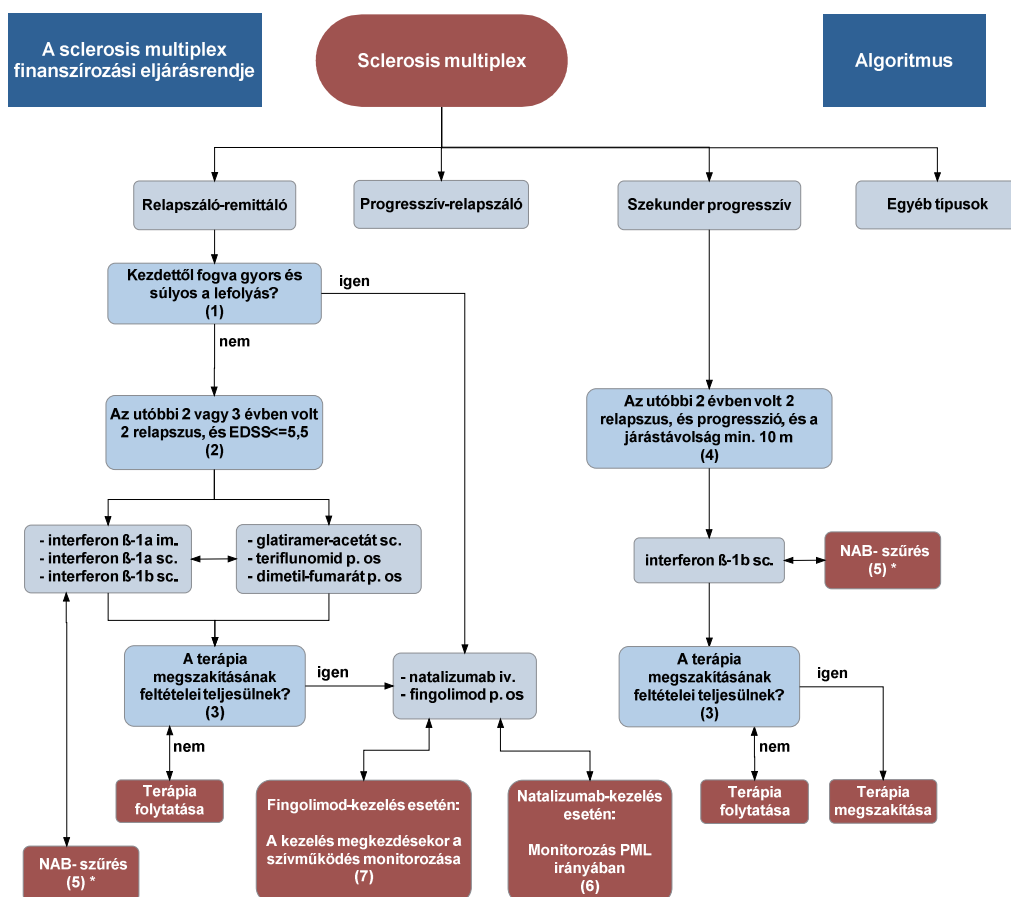 A sclerosis multiplex
finanszírozási eljárásrendje
Sclerosis multiplex
Algoritmus
Relapszáló-remittáló
Progresszív-relapszáló
Szekunder progresszív
Egyéb típusok
Kezdettől fogva gyors és
súlyos a lefolyás?
(1)
igen
nem
Az utóbbi 2 vagy 3 évben volt
2 relapszus, és EDSS<=5,5
(2)
Az utóbbi 2 évben volt 2
relapszus, és progresszió, és a
járástávolság min. 10 m
(4)
- interferon ß-1a im.
- interferon ß-1a sc.
- interferon ß-1b sc.
- glatiramer-acetát sc.
- teriflunomid p. os
- dimetil-fumarát p. os
interferon ß-1b sc.
NAB- szűrés
(5) *
A terápia
megszakításának
feltételei teljesülnek?
(3)
igen
- natalizumab iv.
- fingolimod p. os
A terápia
megszakításának
feltételei teljesülnek?
(3)
igen
nem
nem
Terápia
folytatása
Fingolimod-kezelés esetén:
A kezelés megkezdésekor a
szívműködés monitorozása
(7)
Natalizumab-kezelés
esetén:
Monitorozás PML
irányában
(6)
Terápia
folytatása
Terápia
megszakítása
NAB- szűrés
(5) *